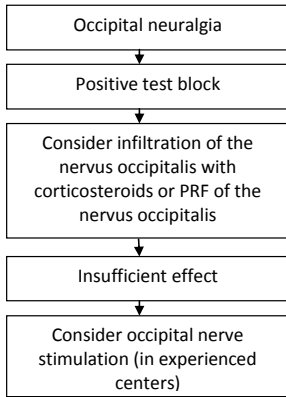 Occipital neuralgia
Positive test block
Consider infiltration of the
nervus occipitalis with
corticosteroids or PRF of the
nervus occipitalis
Insufficient effect
Consider occipital nerve
stimulation (in experienced
centers)